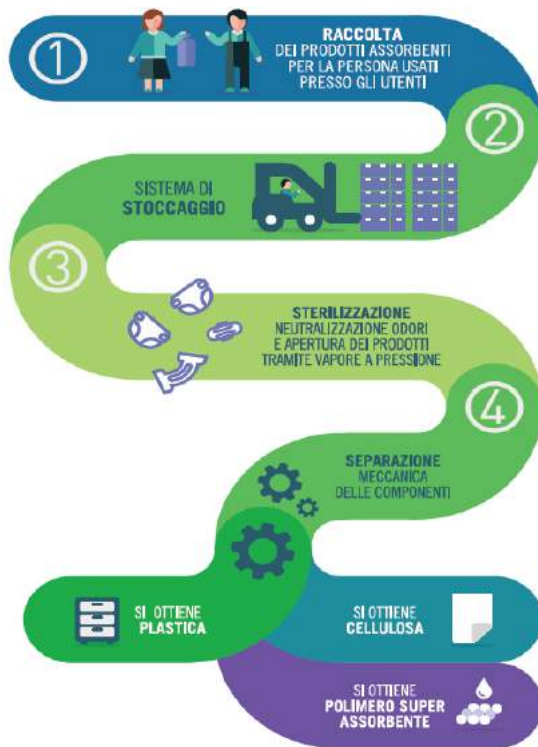 1
RACCOLTA
DEI PRODOTTI ASSORBENTI
PER LA PERSONA USATI
PRESSO GLI UTENTI
2
SISTEMA DI
STOCCAGGIO
3
STERILIZZAZIONE
NEUTRALIZZAZIONE ODORI
E APERTURA DEI PRODOTTI
TRAMITE VAPORE A PRESSIONE
4
SEPARAZIONE
MECCANICA
DELLE COMPONENTI
SI OTTIENE
PLASTICA
SI OTTIENE
CELLULOSA
SI OTTIENE
POLIMERO SUPER
ASSORBENTE